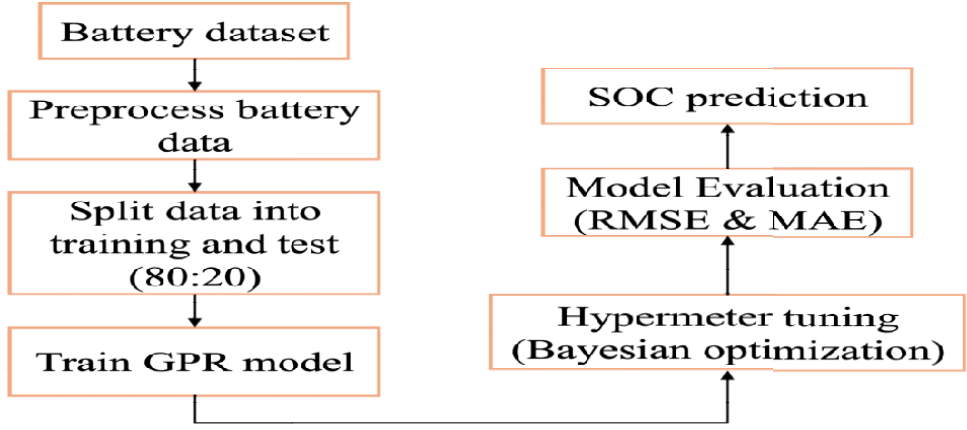 Battery dataset
Preprocess battery
data
Split data into
training and test
(80:20)
Train GPR model
Hypermeter tuning
(Bayesian optimization)
Model Evaluation
(RMSE & MAE)
SOC prediction